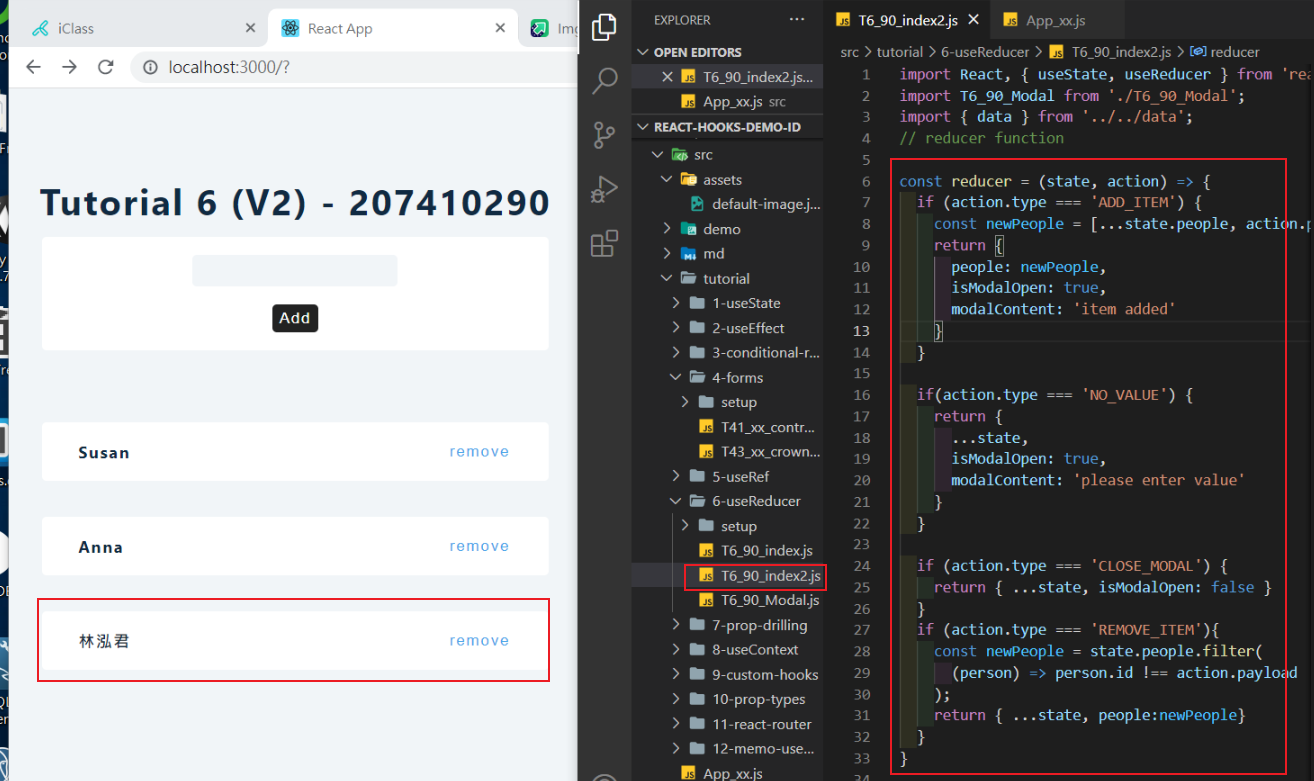 iClass
React App
Img
localhost:3000/?
Tutorial 6 (V2) - 207410290
Add
Susan
remove
Anna
remove
林泓君
remove
EXPLORER
OPEN EDITORS
T6_90_index2.js...
App_xx.js src
REACT-HOOKS-DEMO-ID
src
assets
default-image.j...
demo
md
tutorial
1-useState
2-useEffect
3-conditional-r...
4-forms
setup
T41_xx_contr...
T43_xx_crown...
5-useRef
6-useReducer
setup
T6_90_index.js
T6_90_index2.js
T6_90_Modal.js
7-prop-drilling
8-useContext
9-custom-hooks
10-prop-types
11-react-router
12-memo-use...
App_xx.js
T6_90_index2.js
App_xx.js
src > tutorial > 6-useReducer > T6_90_index2.js > reducer
1 import React, { useState, useReducer } from 'rea
2 import T6_90_Modal from './T6_90_Modal';
3 import { data } from '../../data';
4 // reducer function
5
6 const reducer = (state, action) => {
7 if (action.type === 'ADD_ITEM') {
8 const newPeople = [...state.people, action.p
9 return {
10 people: newPeople,
11 isModalOpen: true,
12 modalContent: 'item added'
13 }
14 }
15
16 if(action.type === 'NO_VALUE') {
17 return {
18 ...state,
19 isModalOpen: true,
20 modalContent: 'please enter value'
21 }
22 }
23
24 if (action.type === 'CLOSE_MODAL') {
25 return { ...state, isModalOpen: false }
26 }
27 if (action.type === 'REMOVE_ITEM'){
28 const newPeople = state.people.filter(
29 (person) => person.id !== action.payload
30 );
31 return { ...state, people:newPeople}
32 }
33 }
34